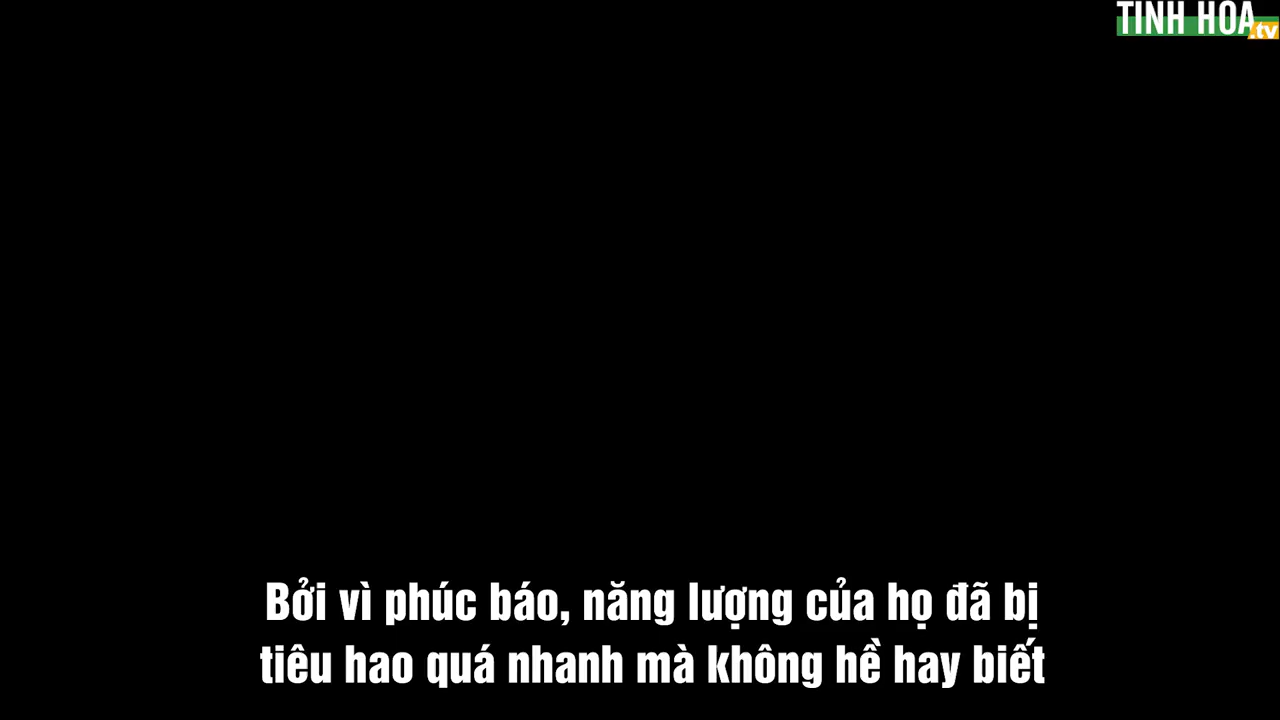 TINH HOA
.tv
Bởi vì phúc báo, năng lượng của họ đã bị
tiêu hao quá nhanh mà không hề hay biết